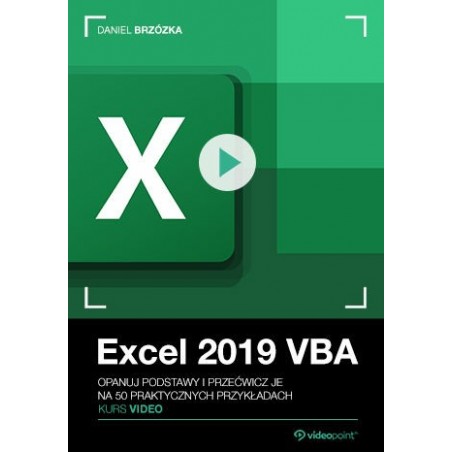 DANIEL BRZÓZKA
X
Excel 2019 VBA
OPANUJ PODSTAWY I PRZEĆWICZ JE
NA 50 PRAKTYCZNYCH PRZYKŁADACH
KURS VIDEO
videopoint